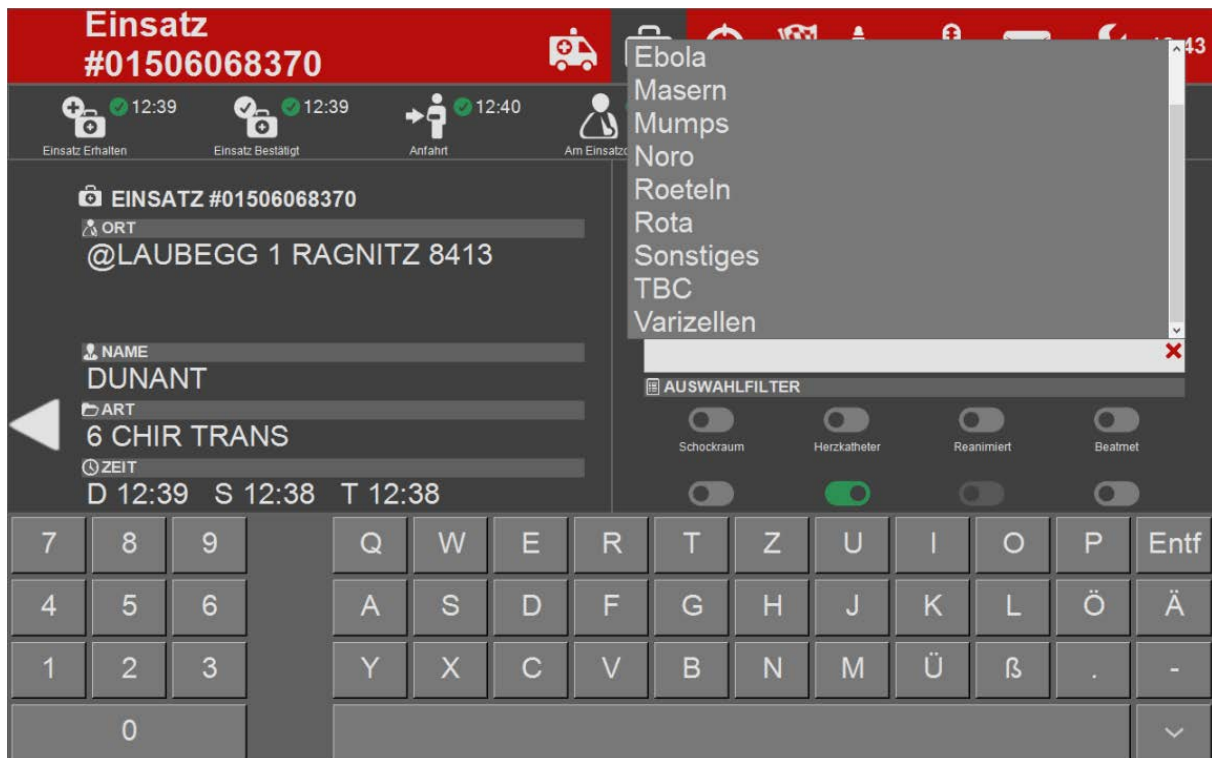 Einsatz
#01506068370
43
12:39
12:39
12:40
Einsatz Erhalten
Einsatz Bestätigt
Anfahrt
Am Einsatzo
Ebola
Masern
Mumps
Noro
Roeteln
Rota
Sonstiges
TBC
Varizellen
EINSATZ #01506068370
ORT
@LAUBEGG 1 RAGNITZ 8413
NAME
DUNANT
ART
6 CHIR TRANS
ZEIT
D 12:39 S 12:38 T 12:38
AUSWAHLFILTER
Schockraum
Herzkatheter
Reanimiert
Beatmet
7 8 9 Q W E R T Z U I O P Entf
4 5 6 A S D F G H J K L Ö Ä
1 2 3 Y X C V B N M Ü ß . -
0